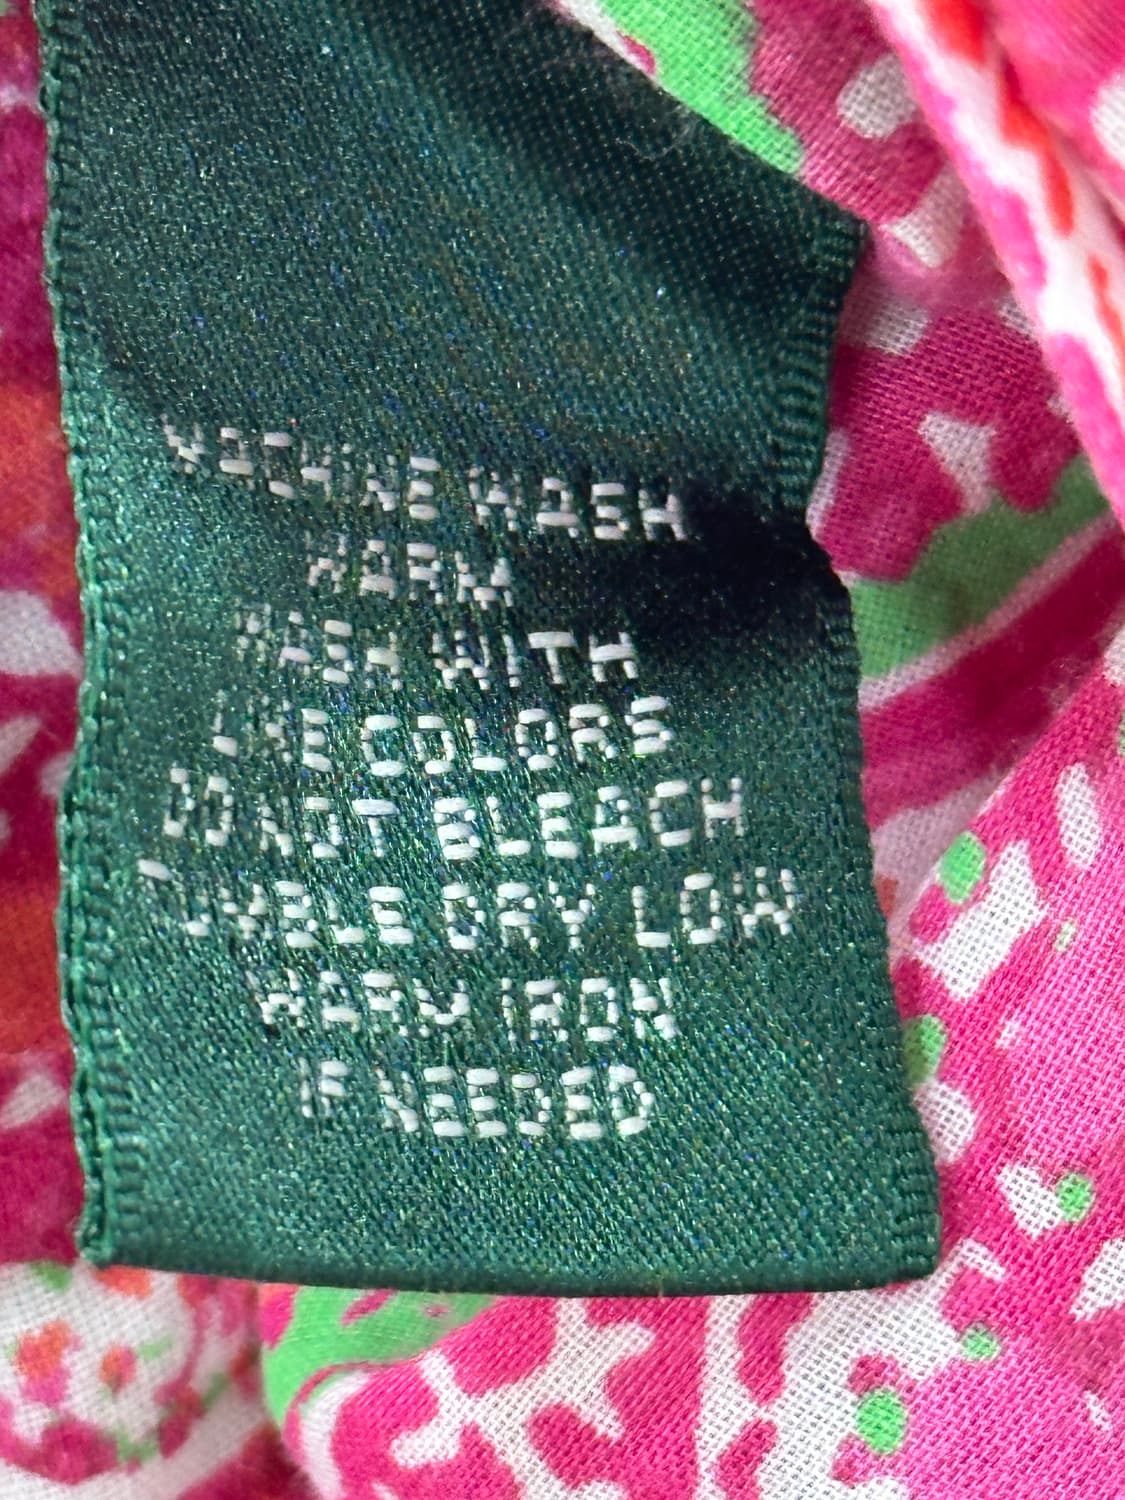 MACHINE WASH
WARM
WASH WITH
LIKE COLORS
DO NOT BLEACH
TUMBLE DRY LOW
WARM IRON
IF NEEDED